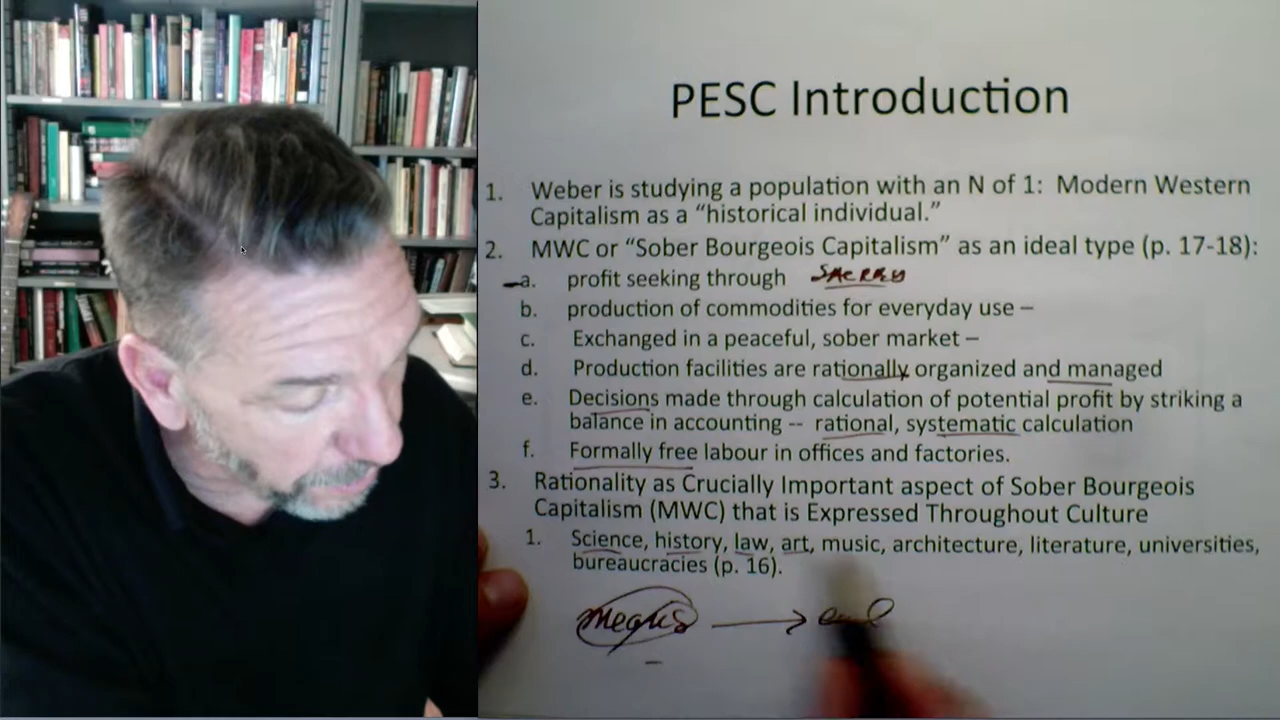 PESC Introduction
1. Weber is studying a population with an N of 1: Modern Western
Capitalism as a “historical individual.”
2. MWC or “Sober Bourgeois Capitalism” as an ideal type (p. 17-18):
a. profit seeking through
b. production of commodities for everyday use –
c. Exchanged in a peaceful, sober market –
d. Production facilities are rationally organized and managed
e. Decisions made through calculation of potential profit by striking a
balance in accounting -- rational, systematic calculation
f. Formally free labour in offices and factories.
3. Rationality as Crucially Important aspect of Sober Bourgeois
Capitalism (MWC) that is Expressed Throughout Culture
1. Science, history, law, art, music, architecture, literature, universities,
bureaucracies (p. 16).